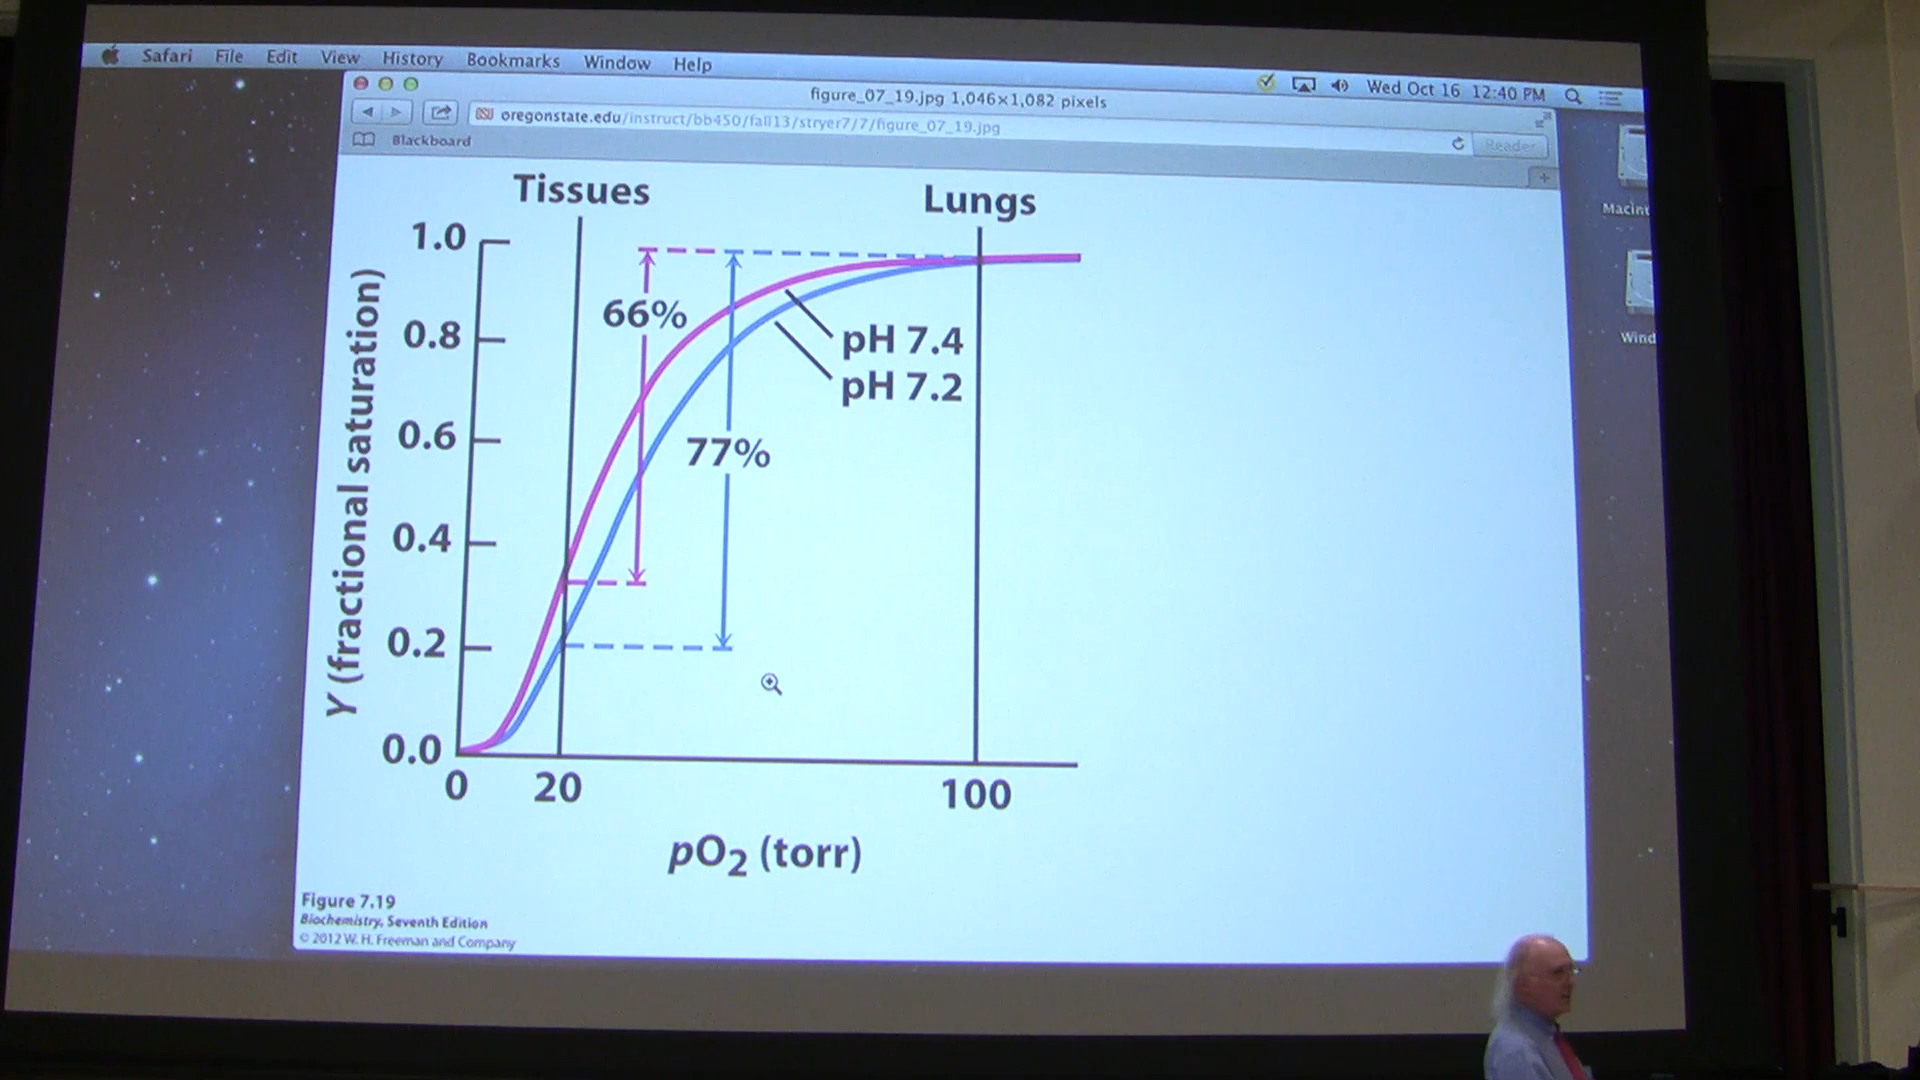 Safari File Edit View History Bookmarks Window Help
Wed Oct 16 12:40 PM
figure_07_19.jpg 1,046×1,082 pixels
oregonstate.edu/instruct/bb450/fall13/stryer7/7/figure_07_19.jpg
Reader
Blackboard
Macint
Wind
Tissues
Lungs
1.0
0.8
0.6
0.4
0.2
0.0
Y (fractional saturation)
66%
77%
pH 7.4
pH 7.2
0 20 100
pO2 (torr)
Figure 7.19
Biochemistry, Seventh Edition
© 2012 W. H. Freeman and Company